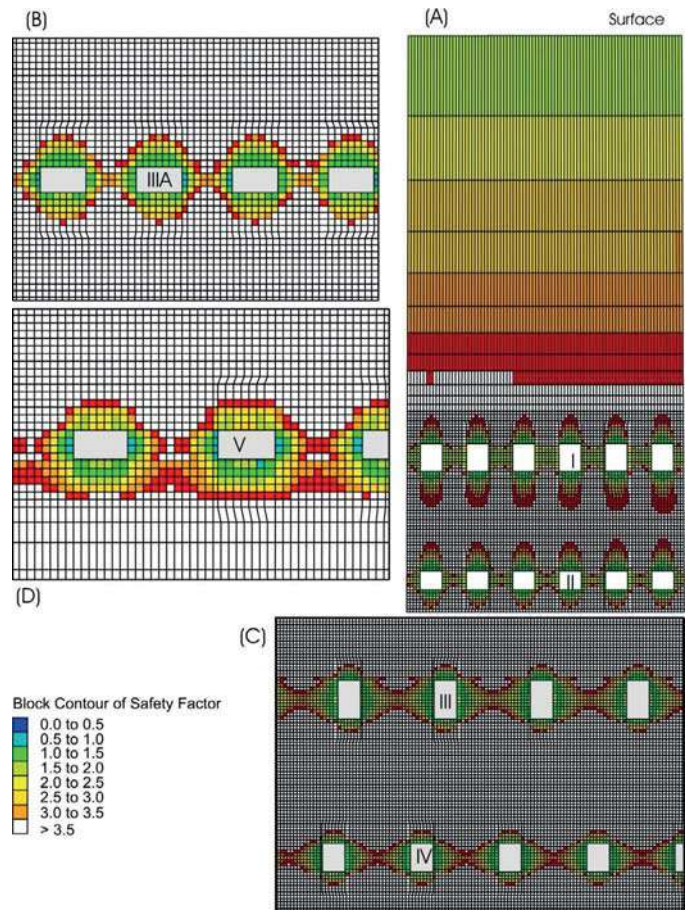 (B)
(A)
Surface
IIIA
V
I
II
(D)
(C)
III
IV
Block Contour of Safety Factor
0.0 to 0.5
0.5 to 1.0
1.0 to 1.5
1.5 to 2.0
2.0 to 2.5
2.5 to 3.0
3.0 to 3.5
> 3.5